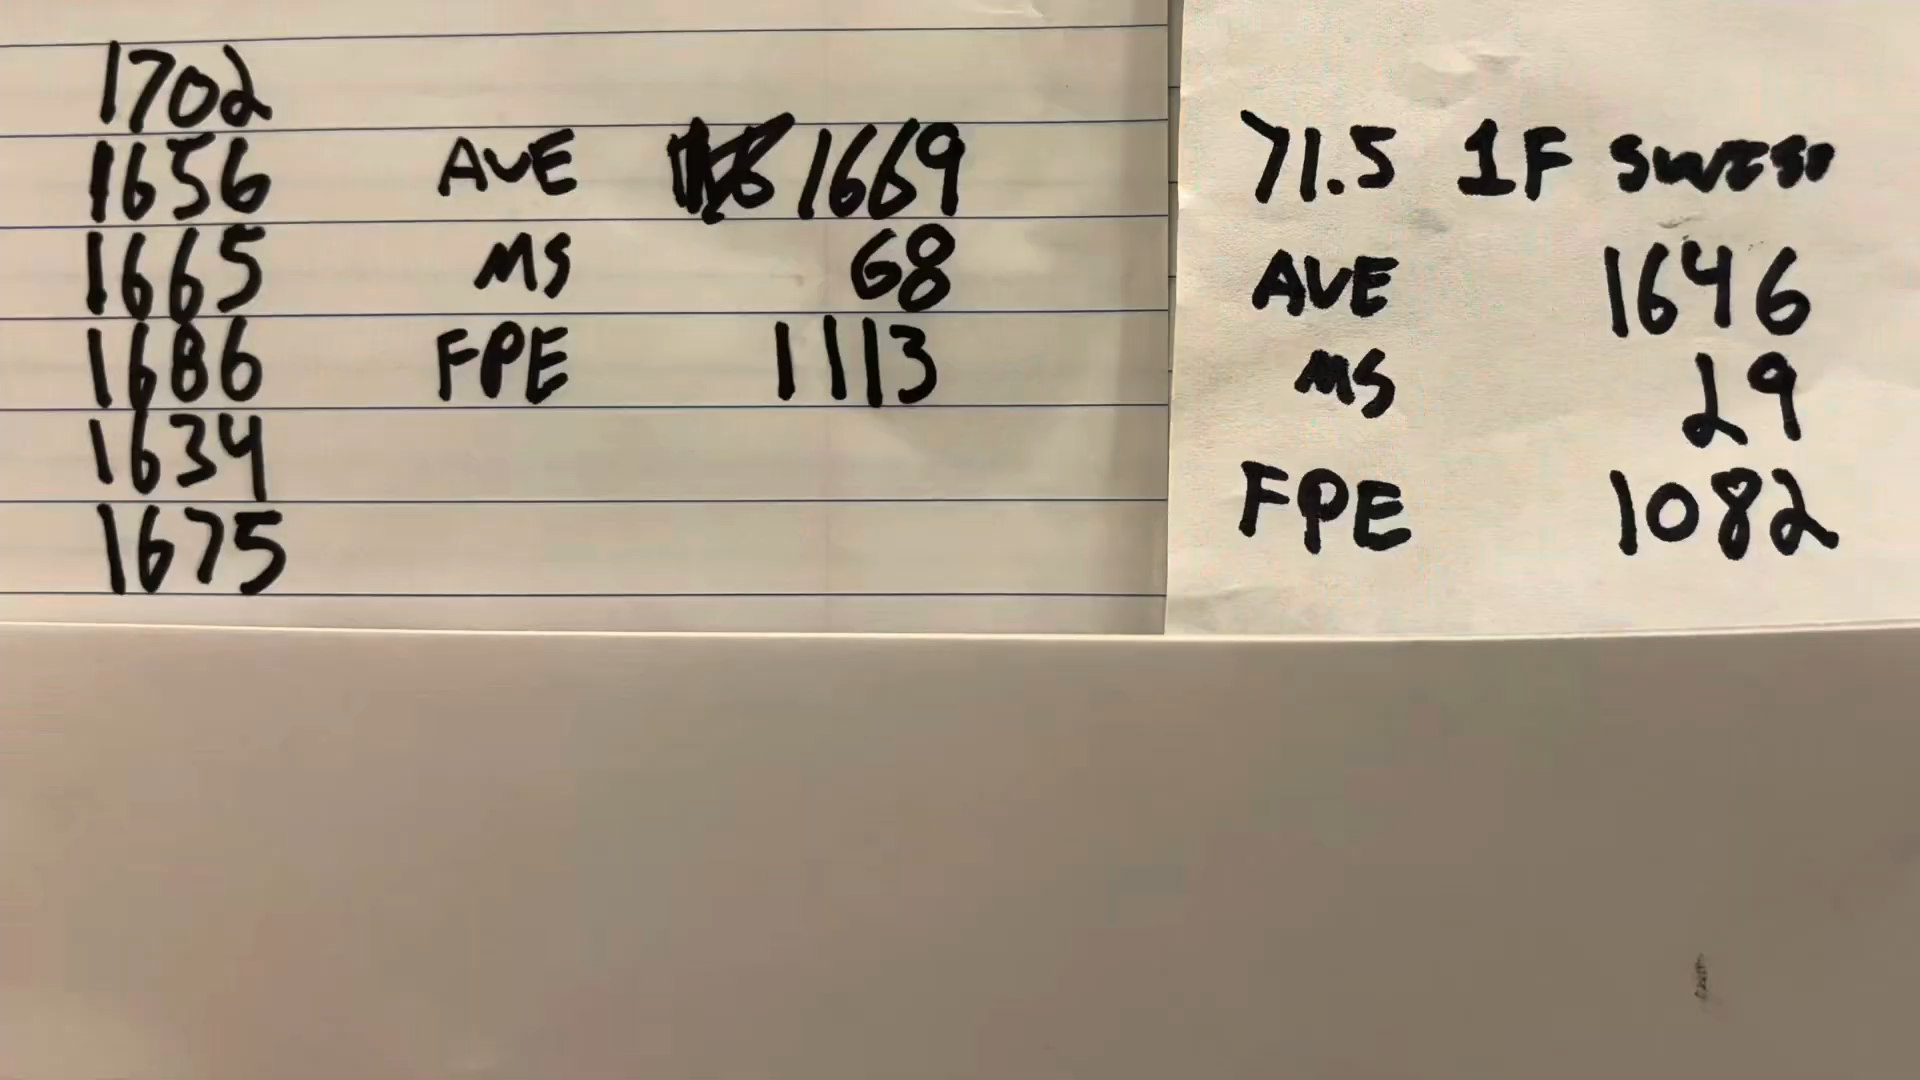 1702
1656
1665
1686
1634
1675
AVE 1669
MS 68
FPE 1113
71.5 1F
AVE 1646
MS 29
FPE 1082